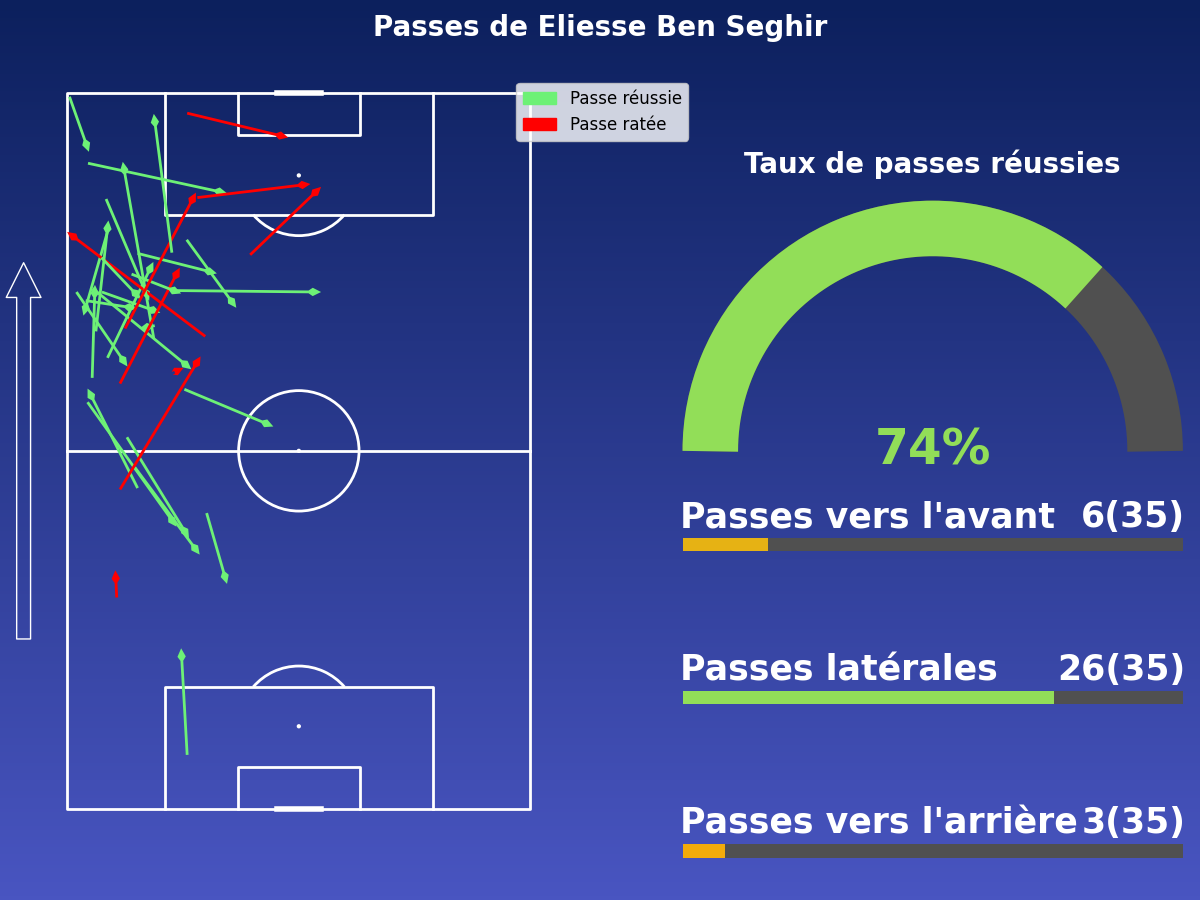 Passes de Eliesse Ben Seghir
Passe réussie
Passe ratée
Taux de passes réussies
74%
Passes vers l'avant 6(35)
Passes latérales 26(35)
Passes vers l'arrière 3(35)